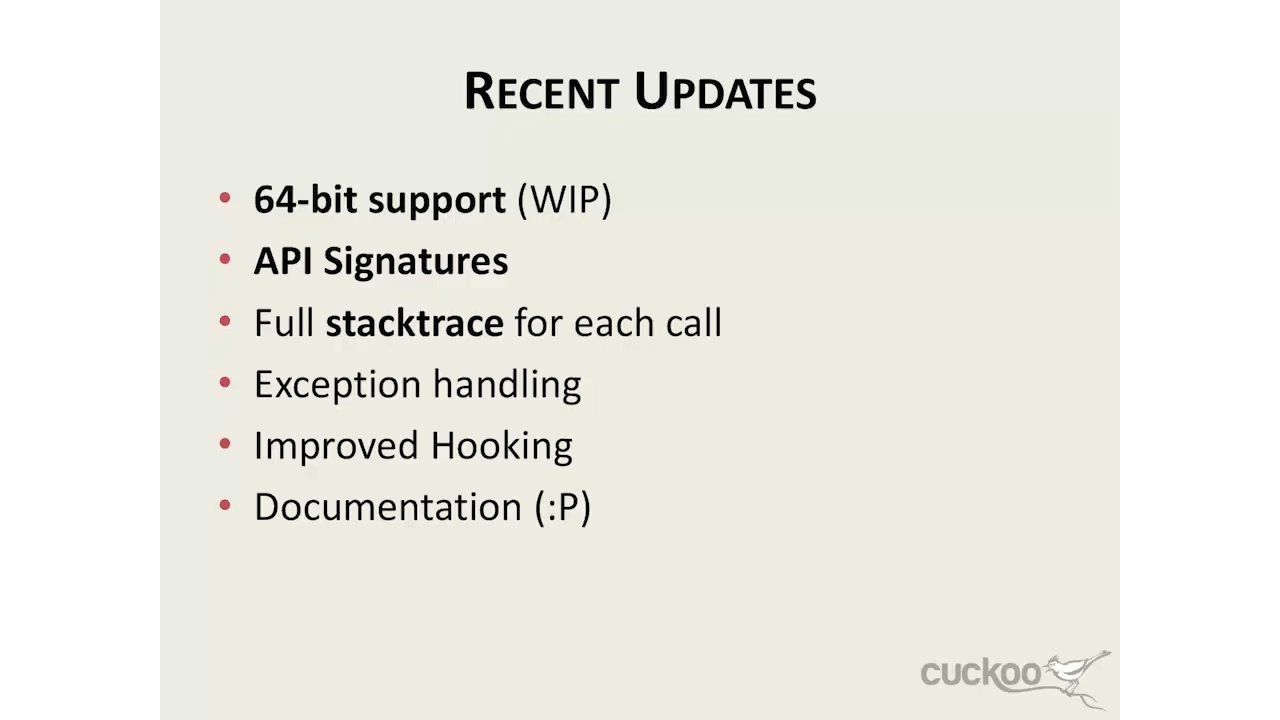 RECENT UPDATES
• 64-bit support (WIP)
• API Signatures
• Full stacktrace for each call
• Exception handling
• Improved Hooking
• Documentation (:P)
cuckoo